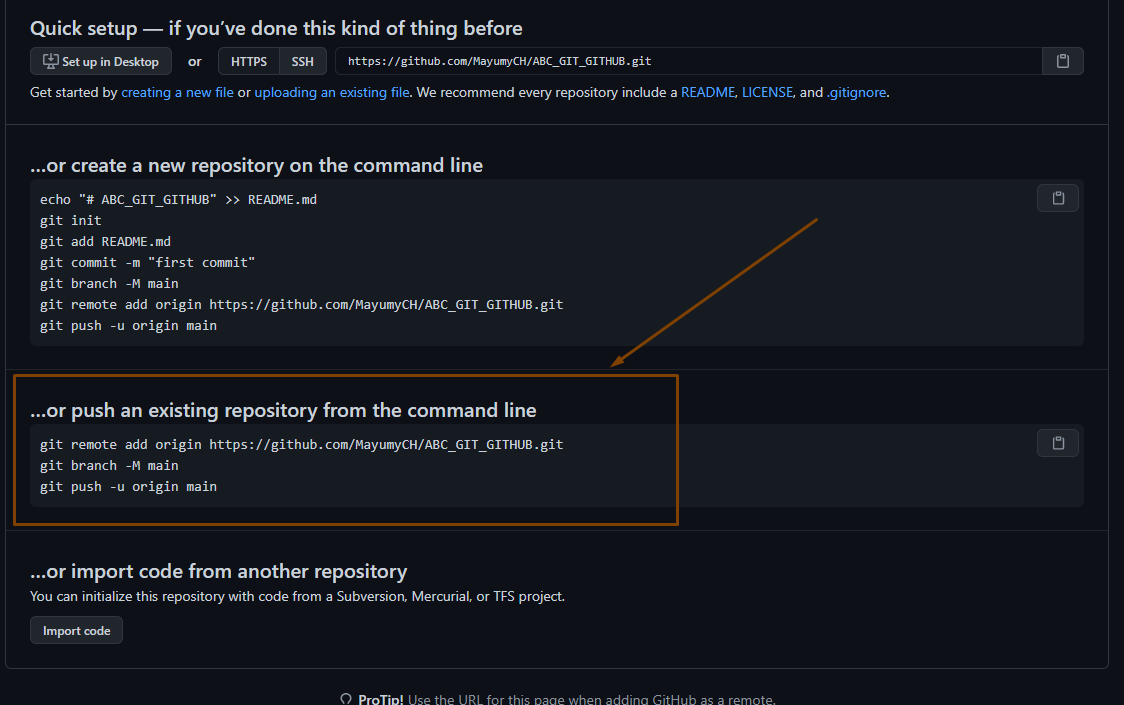 Quick setup — if you've done this kind of thing before
Set up in Desktop or HTTPS SSH https://github.com/MayumyCH/ABC_GIT_GITHUB.git
Get started by creating a new file or uploading an existing file. We recommend every repository include a README, LICENSE, and .gitignore.
...or create a new repository on the command line
echo "# ABC_GIT_GITHUB" >> README.md
git init
git add README.md
git commit -m "first commit"
git branch -M main
git remote add origin https://github.com/MayumyCH/ABC_GIT_GITHUB.git
git push -u origin main
...or push an existing repository from the command line
git remote add origin https://github.com/MayumyCH/ABC_GIT_GITHUB.git
git branch -M main
git push -u origin main
...or import code from another repository
You can initialize this repository with code from a Subversion, Mercurial, or TFS project.
Import code
ProTip! Use the URL for this page when adding GitHub as a remote.